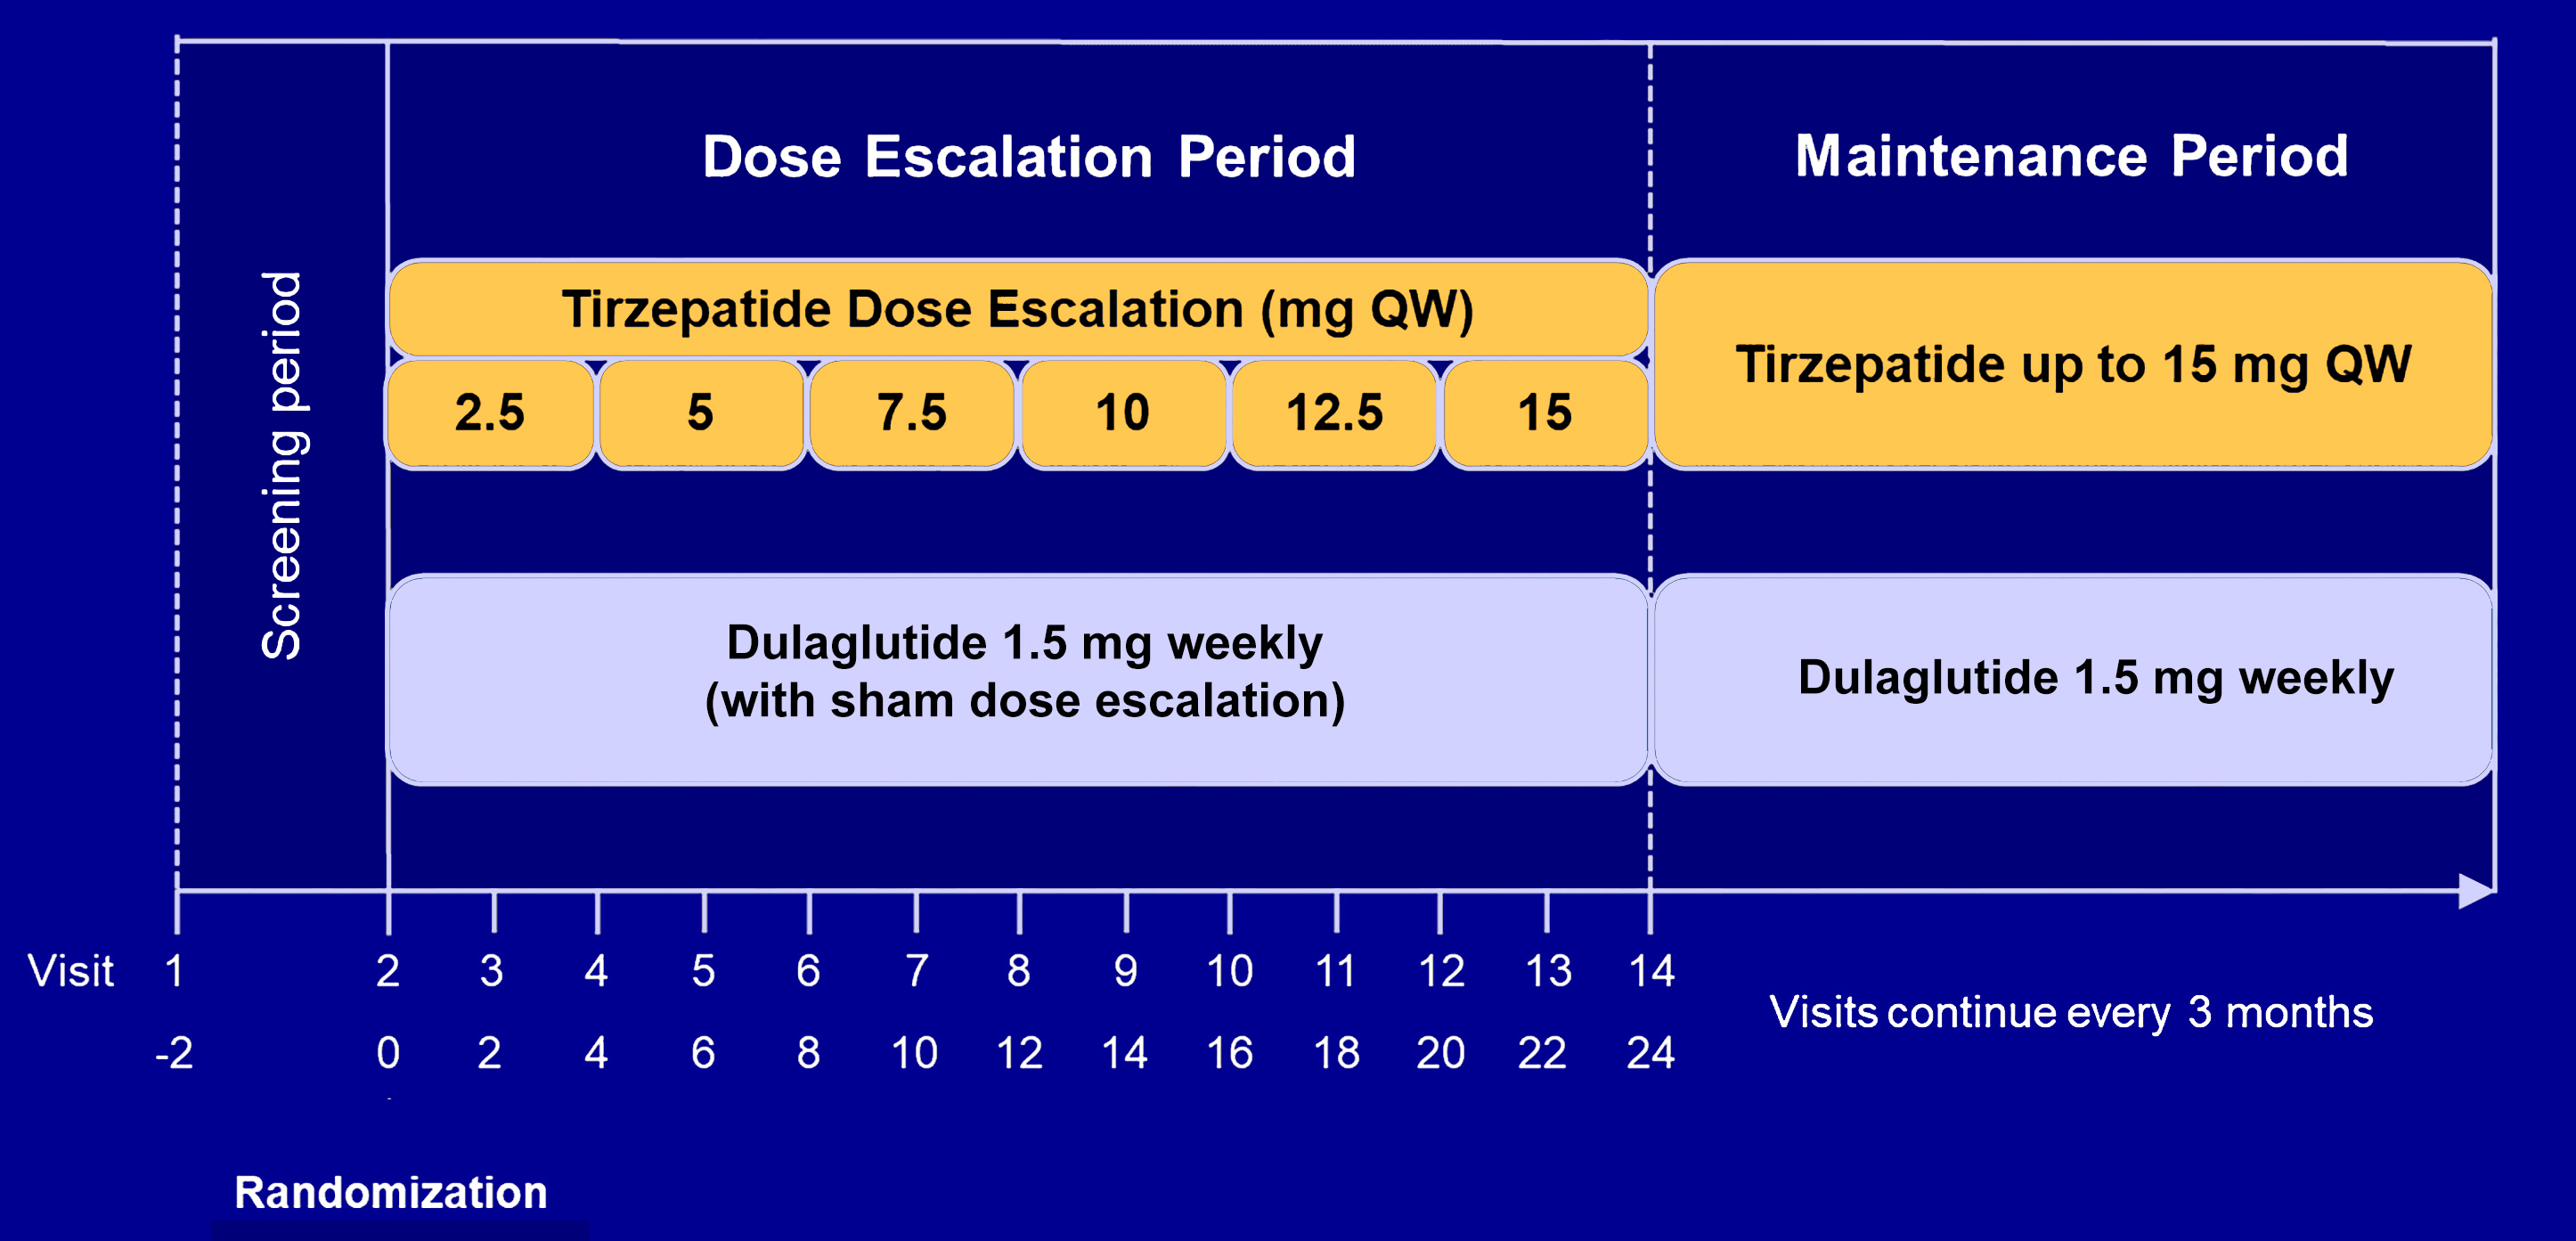 Dose Escalation Period
Maintenance Period
Screening period
Tirzepatide Dose Escalation (mg QW)
2.5 5 7.5 10 12.5 15
Tirzepatide up to 15 mg QW
Dulaglutide 1.5 mg weekly
(with sham dose escalation)
Dulaglutide 1.5 mg weekly
Visit 1 2 3 4 5 6 7 8 9 10 11 12 13 14
-2 0 2 4 6 8 10 12 14 16 18 20 22 24
Visits continue every 3 months
Randomization